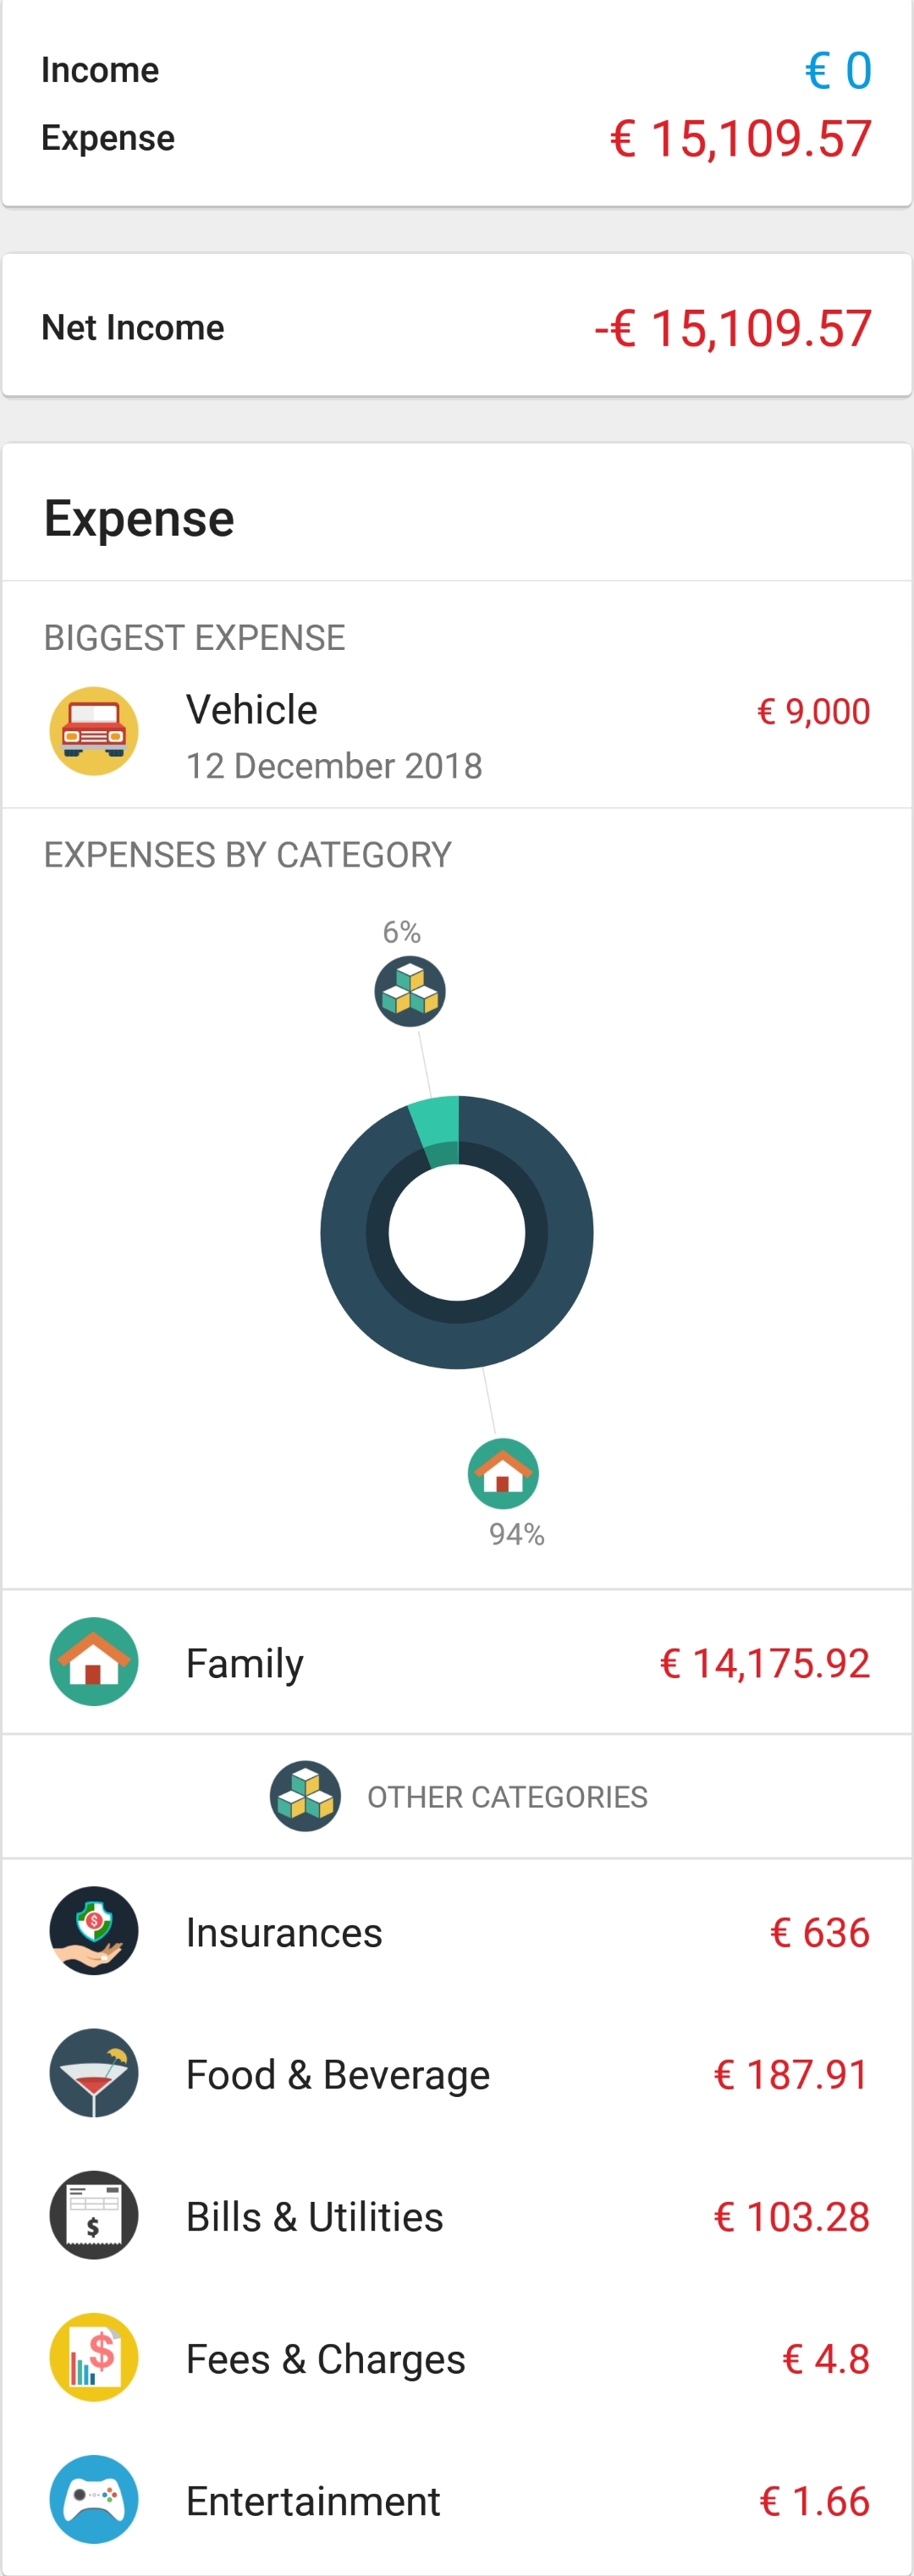 Income € 0
Expense € 15,109.57
Net Income -€ 15,109.57
Expense
BIGGEST EXPENSE
Vehicle € 9,000
12 December 2018
EXPENSES BY CATEGORY
6%
94%
Family € 14,175.92
OTHER CATEGORIES
Insurances € 636
Food & Beverage € 187.91
Bills & Utilities € 103.28
Fees & Charges € 4.8
Entertainment € 1.66